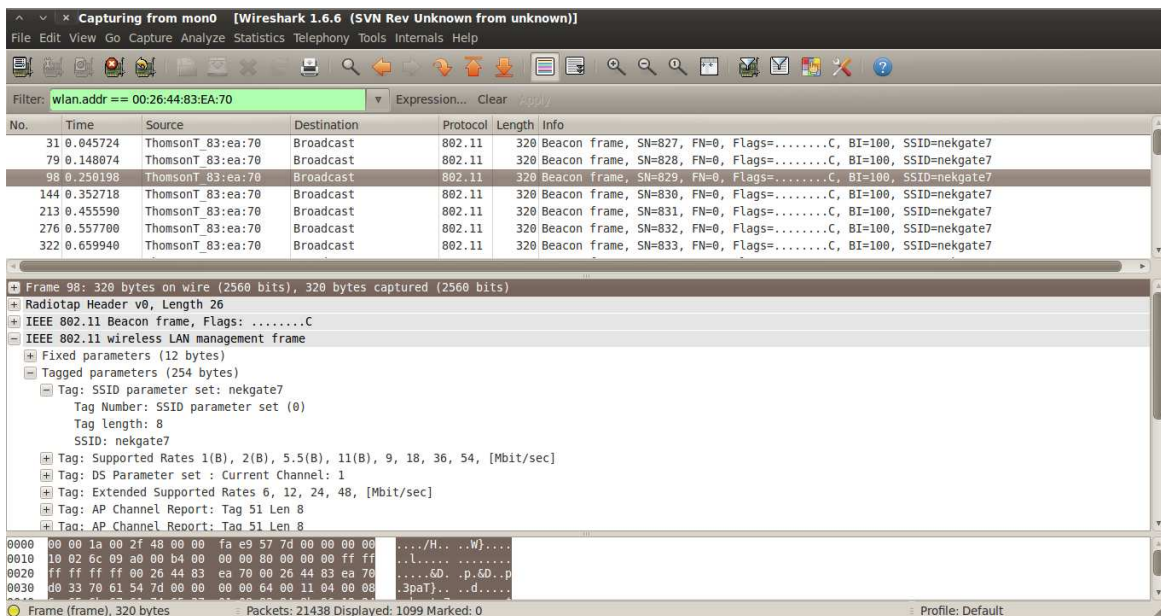 Capturing from mon0 [Wireshark 1.6.6 (SVN Rev Unknown from unknown)]
File Edit View Go Capture Analyze Statistics Telephony Tools Internals Help
Filter: wlan.addr == 00:26:44:83:EA:70 Expression... Clear Apply
No. Time Source Destination Protocol Length Info
31 0.045724 ThomsonT_83:ea:70 Broadcast 802.11 320 Beacon frame, SN=827, FN=0, Flags=........C, BI=100, SSID=nekgate7
79 0.148074 ThomsonT_83:ea:70 Broadcast 802.11 320 Beacon frame, SN=828, FN=0, Flags=........C, BI=100, SSID=nekgate7
98 0.250198 ThomsonT_83:ea:70 Broadcast 802.11 320 Beacon frame, SN=829, FN=0, Flags=........C, BI=100, SSID=nekgate7
144 0.352718 ThomsonT_83:ea:70 Broadcast 802.11 320 Beacon frame, SN=830, FN=0, Flags=........C, BI=100, SSID=nekgate7
213 0.455590 ThomsonT_83:ea:70 Broadcast 802.11 320 Beacon frame, SN=831, FN=0, Flags=........C, BI=100, SSID=nekgate7
276 0.557700 ThomsonT_83:ea:70 Broadcast 802.11 320 Beacon frame, SN=832, FN=0, Flags=........C, BI=100, SSID=nekgate7
322 0.659940 ThomsonT_83:ea:70 Broadcast 802.11 320 Beacon frame, SN=833, FN=0, Flags=........C, BI=100, SSID=nekgate7
Frame 98: 320 bytes on wire (2560 bits), 320 bytes captured (2560 bits)
Radiotap Header v0, Length 26
IEEE 802.11 Beacon frame, Flags: ........C
IEEE 802.11 wireless LAN management frame
Fixed parameters (12 bytes)
Tagged parameters (254 bytes)
Tag: SSID parameter set: nekgate7
Tag Number: SSID parameter set (0)
Tag length: 8
SSID: nekgate7
Tag: Supported Rates 1(B), 2(B), 5.5(B), 11(B), 9, 18, 36, 54, [Mbit/sec]
Tag: DS Parameter set : Current Channel: 1
Tag: Extended Supported Rates 6, 12, 24, 48, [Mbit/sec]
Tag: AP Channel Report: Tag 51 Len 8
Tag: AP Channel Report: Tag 51 Len 8
0000 00 00 1a 00 2f 48 00 00 fa e9 57 7d 00 00 00 00 ..../H.. ..W}....
0010 10 02 6c 09 a0 00 b4 00 00 00 80 00 00 00 ff ff ..l..... ........
0020 ff ff ff ff 00 26 44 83 ea 70 00 26 44 83 ea 70 .....&D. .p.&D..p
0030 d0 33 70 61 54 7d 00 00 00 00 64 00 11 04 00 08 .3paT}.. ..d.....
Frame (frame), 320 bytes Packets: 21438 Displayed: 1099 Marked: 0 Profile: Default